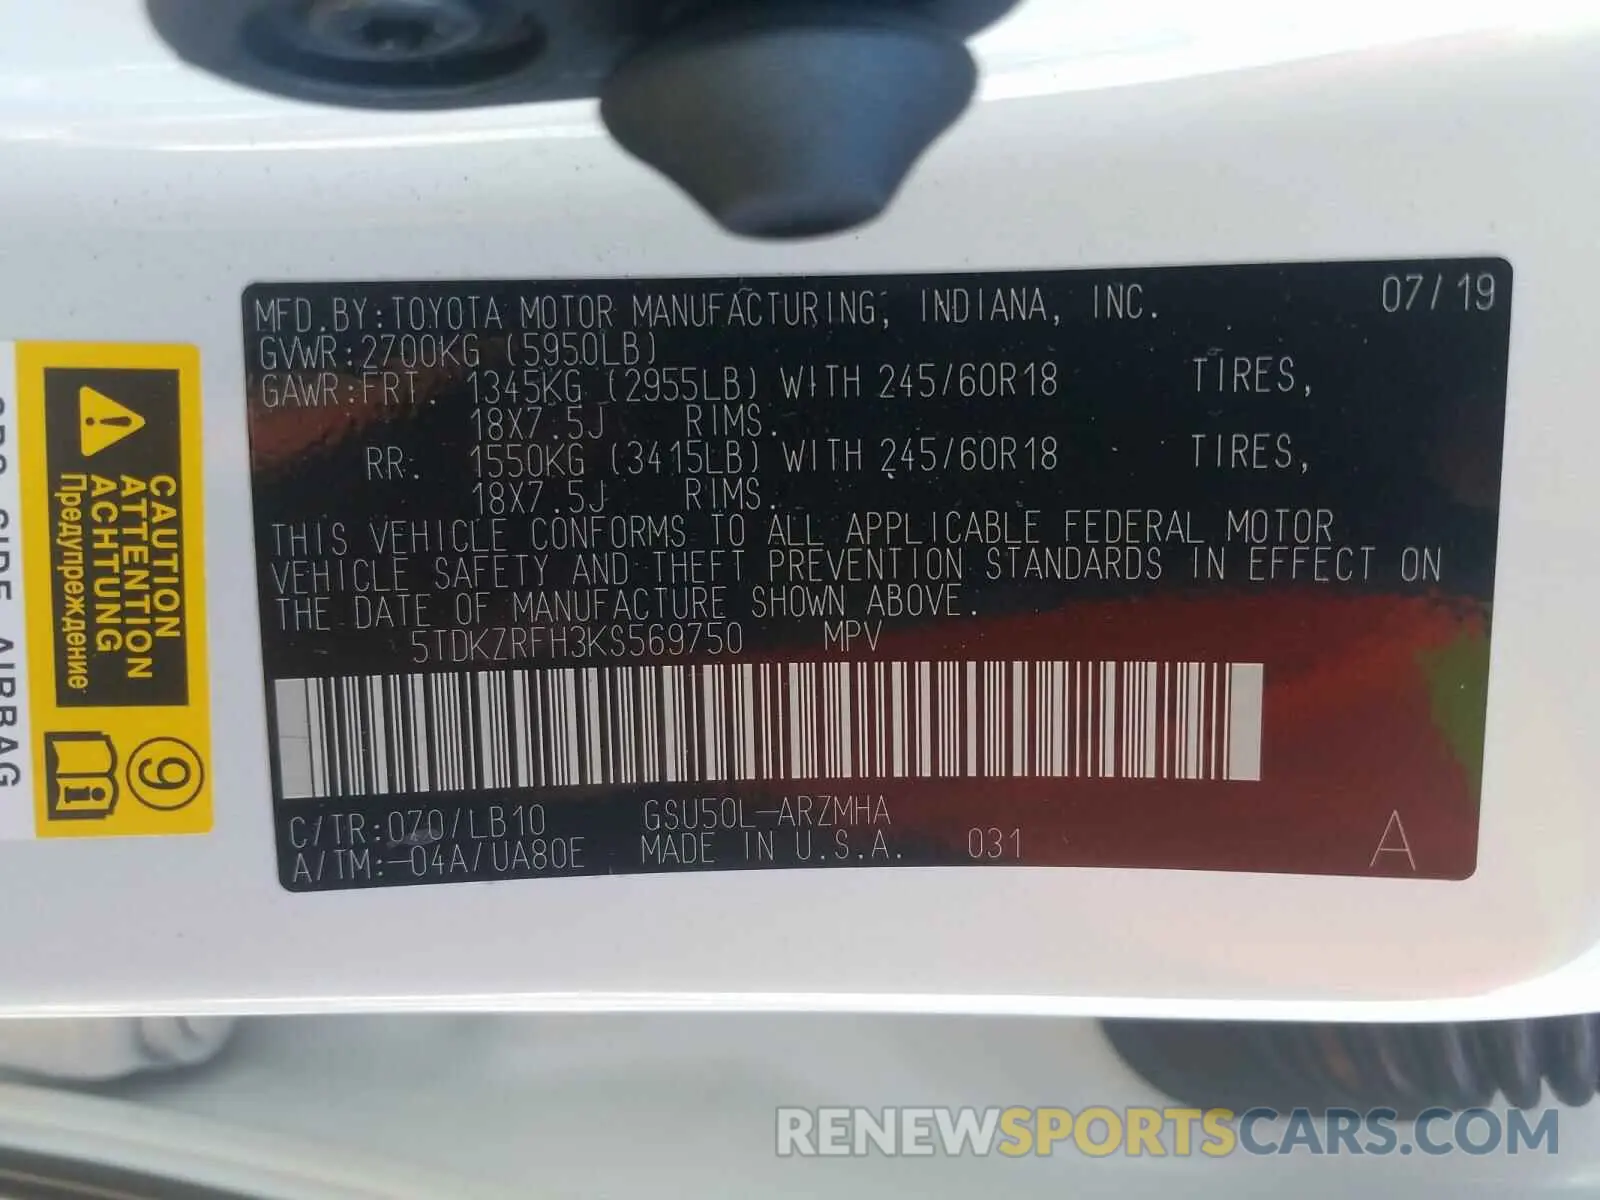 MFD.BY:TOYOTA MOTOR MANUFACTURING, INDIANA, INC. 07/19
GVWR:2700KG (5950LB)
GAWR:FRT. 1345KG (2955LB) WITH 245/60R18 TIRES,
18X7.5J RIMS.
RR: 1550KG (3415LB) WITH 245/60R18 TIRES,
18X7.5J RIMS.
THIS VEHICLE CONFORMS TO ALL APPLICABLE FEDERAL MOTOR
VEHICLE SAFETY AND THEFT PREVENTION STANDARDS IN EFFECT ON
THE DATE OF MANUFACTURE SHOWN ABOVE.
5TDKZRFH3KS569750 MPV
C/TR:070/LB10 GSU50L-ARZMHA
A/TM:-04A/UA80E MADE IN U.S.A. 031 A
CAUTION
ATTENTION
ACHTUNG
Предупреждение
9
SIDE AIRBAG
RENEWSPORTSCARS.COM